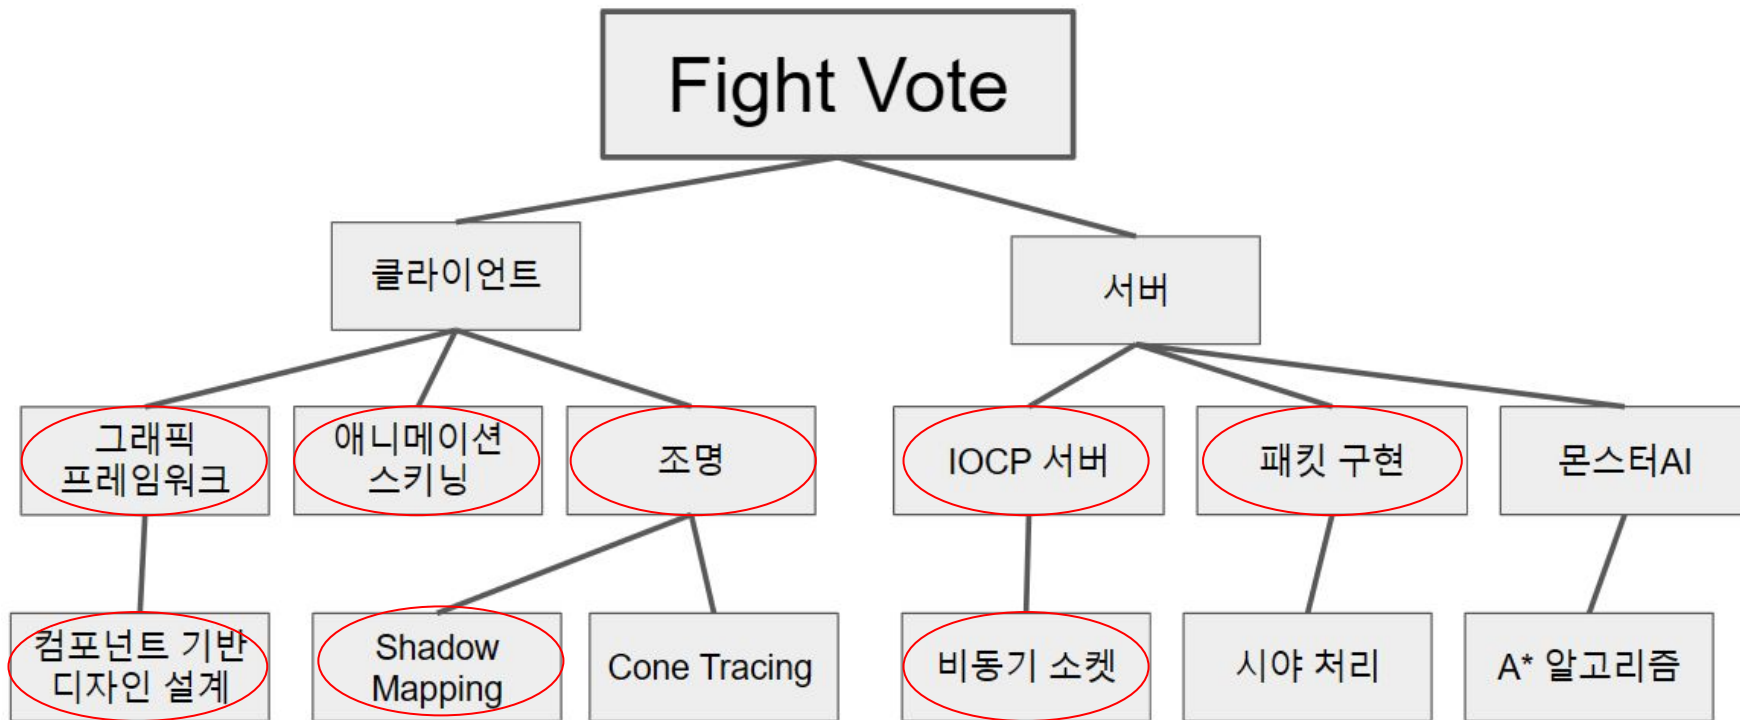 Fight Vote
클라이언트
서버
그래픽
프레임워크
애니메이션
스키닝
조명
IOCP 서버
패킷 구현
몬스터AI
컴포넌트 기반
디자인 설계
Shadow
Mapping
Cone Tracing
비동기 소켓
시야 처리
A* 알고리즘